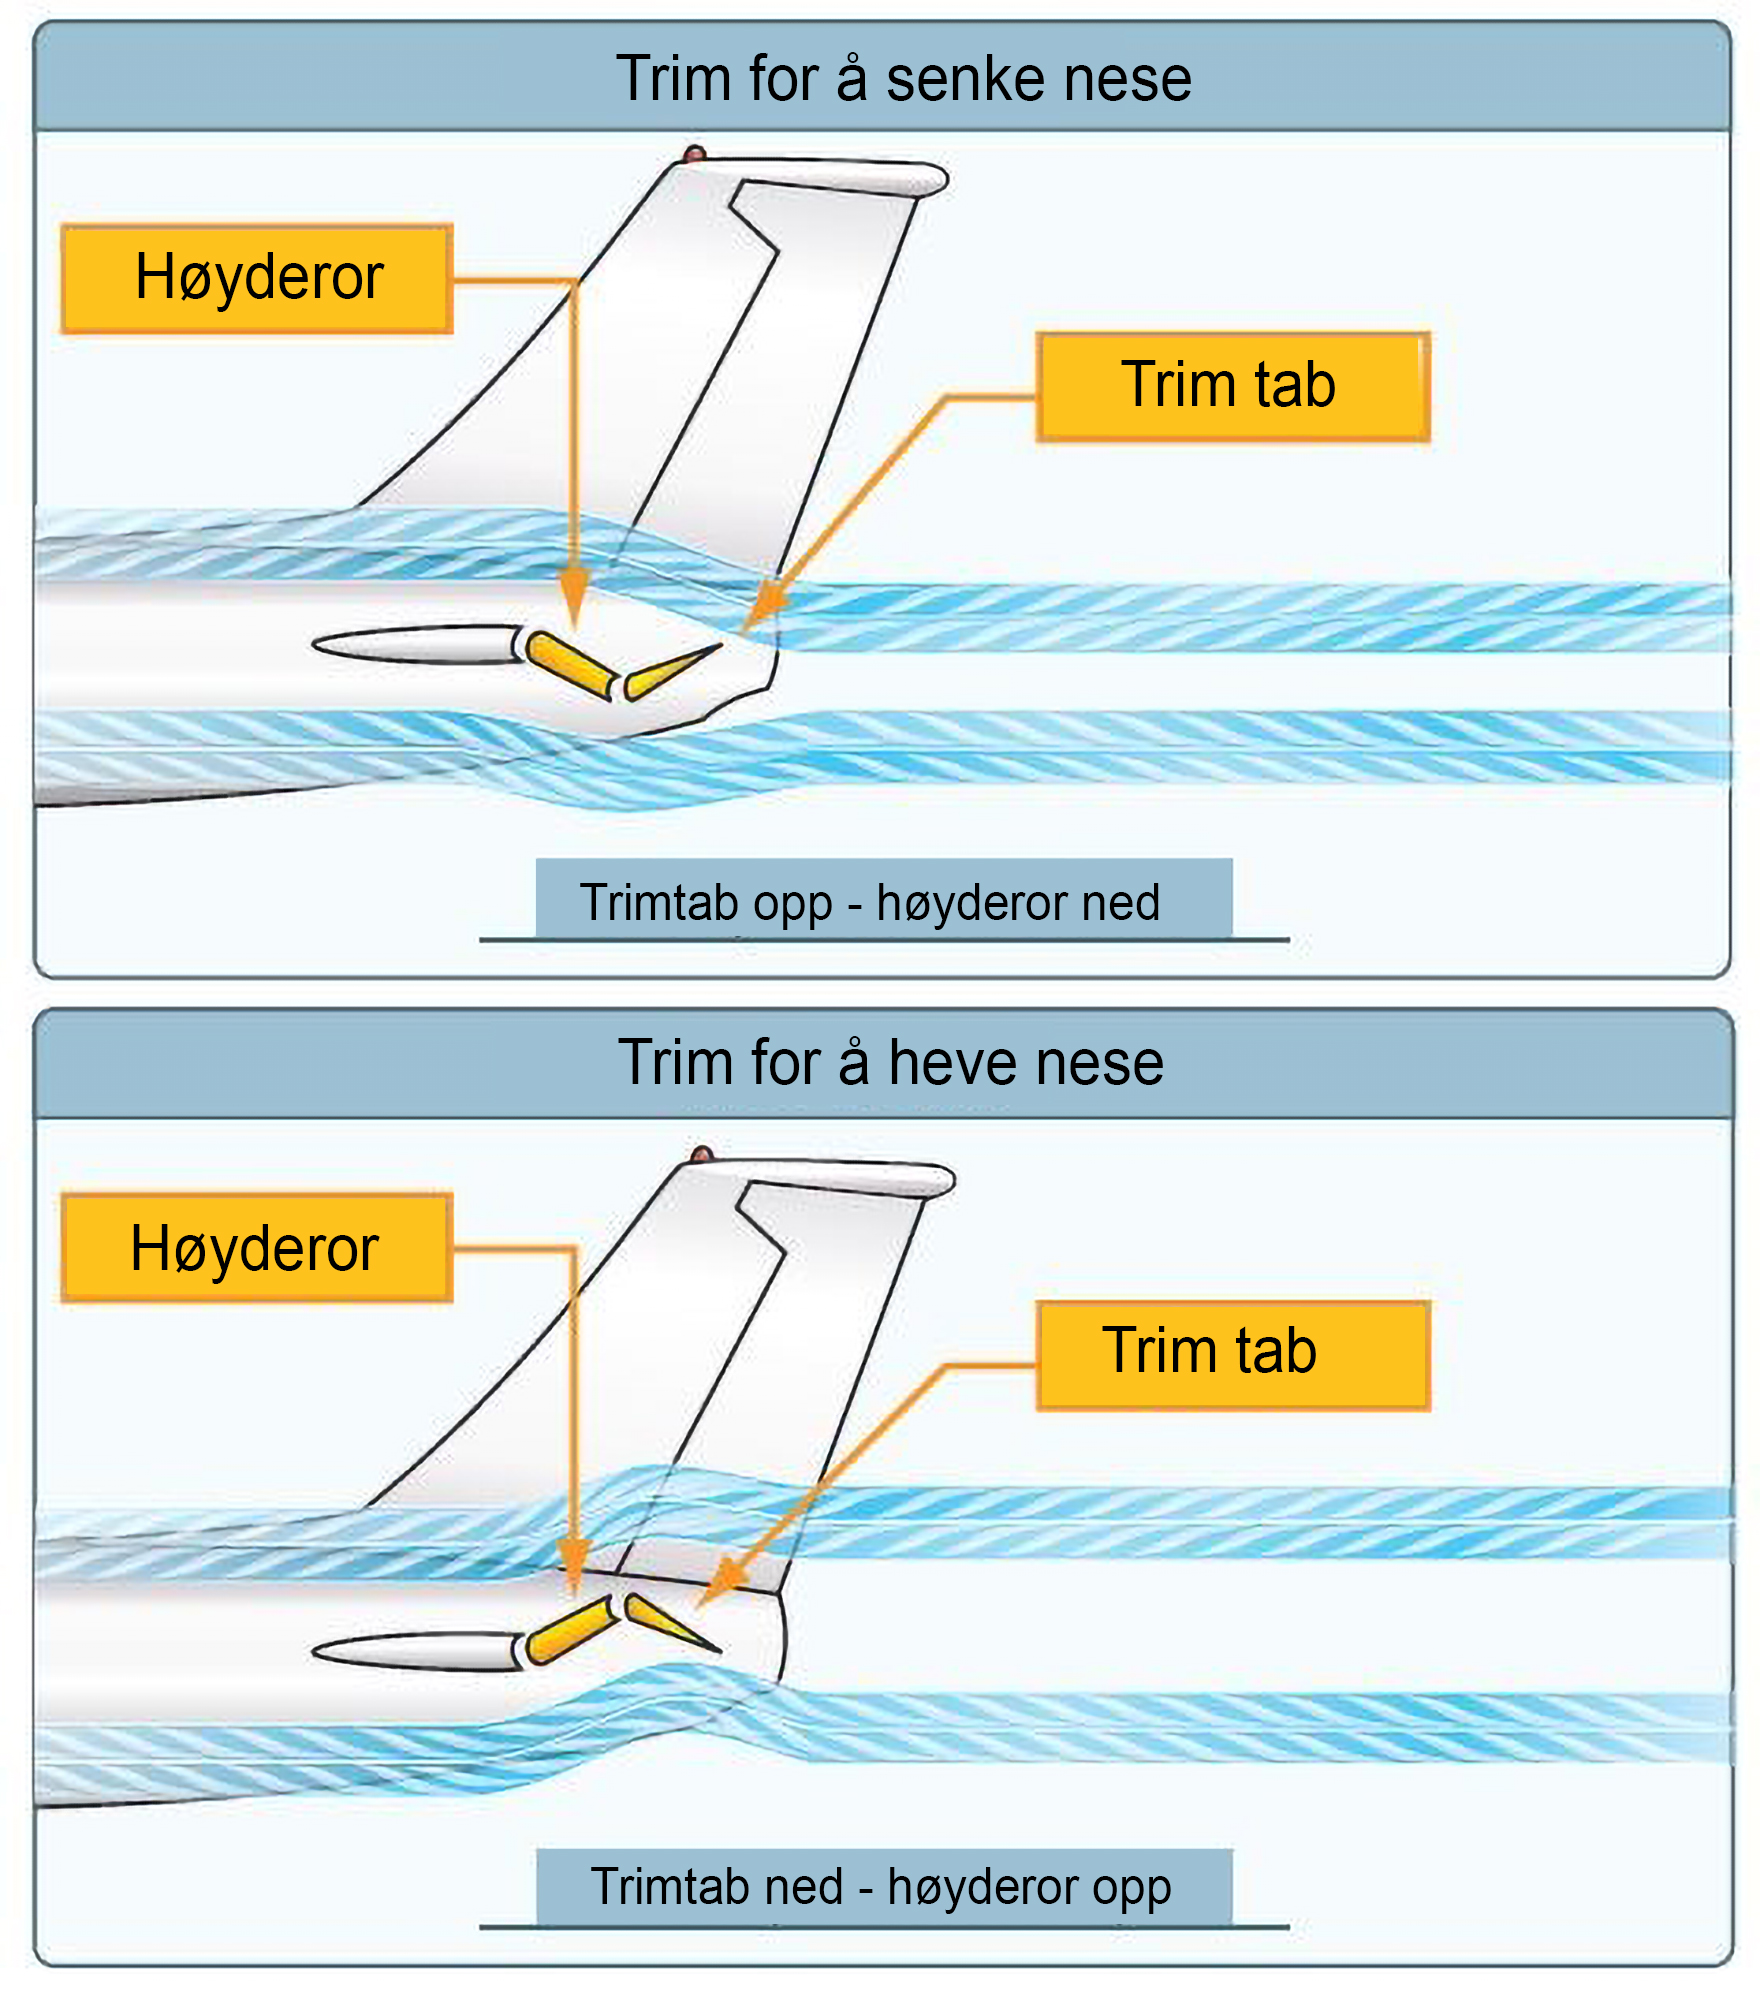 Trim for å senke nese
Høyderor
Trim tab
Trimtab opp - høyderor ned
Trim for å heve nese
Høyderor
Trim tab
Trimtab ned - høyderor opp